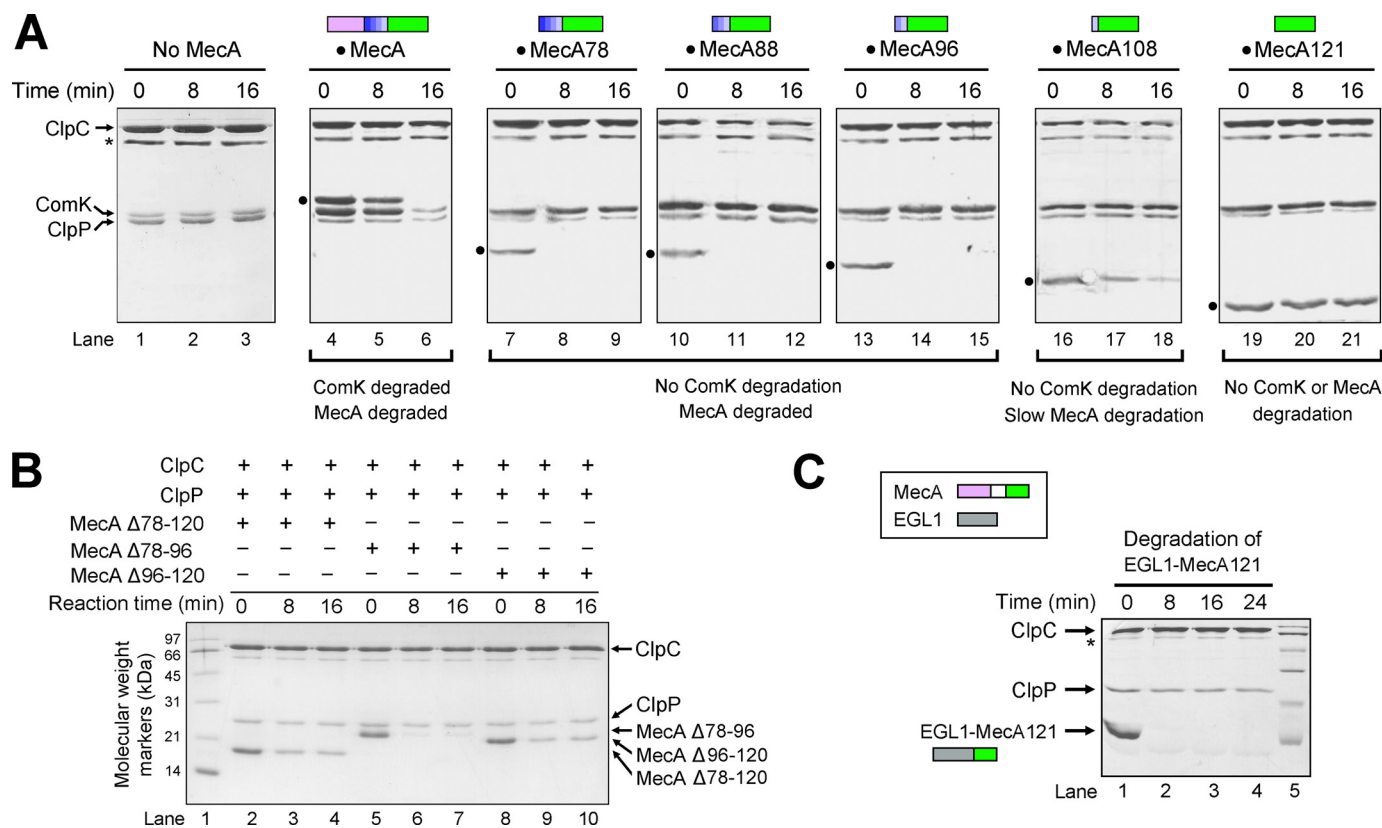 A
No MecA
• MecA
• MecA78
• MecA88
• MecA96
• MecA108
• MecA121
Time (min)
0 8 16
0 8 16
0 8 16
0 8 16
0 8 16
0 8 16
0 8 16
ClpC
*
ComK
ClpP
•
•
•
•
•
•
Lane
1 2 3
4 5 6
7 8 9
10 11 12
13 14 15
16 17 18
19 20 21
ComK degraded
MecA degraded
No ComK degradation
MecA degraded
No ComK degradation
Slow MecA degradation
No ComK or MecA
degradation
B
ClpC + + + + + + + + +
ClpP + + + + + + + + +
MecA Δ78-120 + + + – – – – – –
MecA Δ78-96 – – – + + + – – –
MecA Δ96-120 – – – – – – + + +
Reaction time (min) 0 8 16 0 8 16 0 8 16
Molecular weight
markers (kDa)
97
66
45
31
21
14
ClpC
ClpP
MecA Δ78-96
MecA Δ96-120
MecA Δ78-120
Lane 1 2 3 4 5 6 7 8 9 10
C
MecA
EGL1
Degradation of
EGL1-MecA121
Time (min) 0 8 16 24
ClpC
*
ClpP
EGL1-MecA121
Lane 1 2 3 4 5